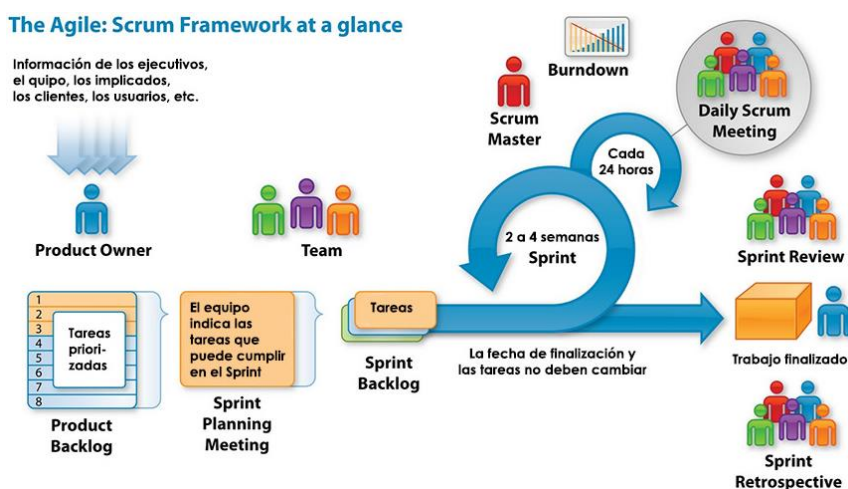 The Agile: Scrum Framework at a glance
Información de los ejecutivos,
el quipo, los implicados,
los clientes, los usuarios, etc.
Product Owner
Team
Scrum
Master
Burndown
Daily Scrum
Meeting
Cada
24 horas
2 a 4 semanas
Sprint
Sprint Review
1
2
3
4
5
6
7
8
Tareas
priori-
zadas
Product
Backlog
El equipo
indica las
tareas que
puede cumplir
en el Sprint
Sprint
Planning
Meeting
Tareas
Sprint
Backlog
La fecha de finalización y
las tareas no deben cambiar
Trabajo finalizado
Sprint
Retrospective